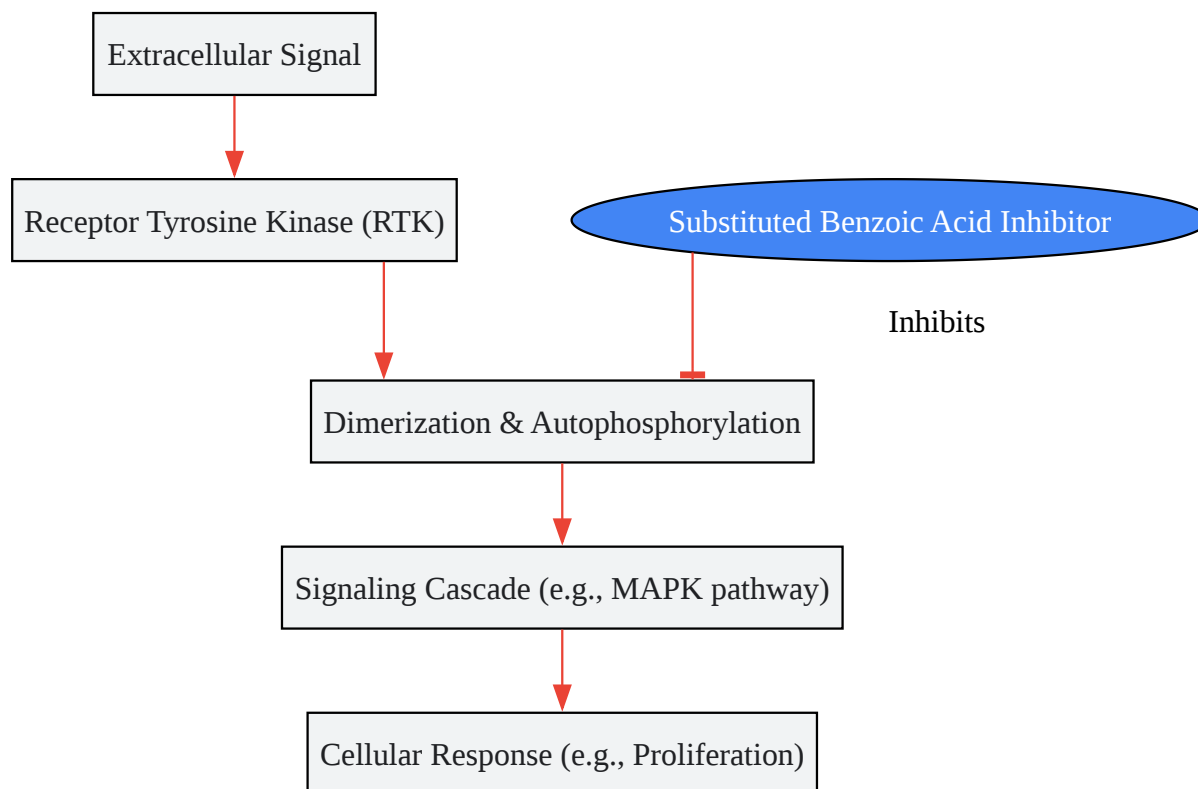 Extracellular Signal
Receptor Tyrosine Kinase (RTK)
Substituted Benzoic Acid Inhibitor
Inhibits
Dimerization & Autophosphorylation
Signaling Cascade (e.g., MAPK pathway)
Cellular Response (e.g., Proliferation)